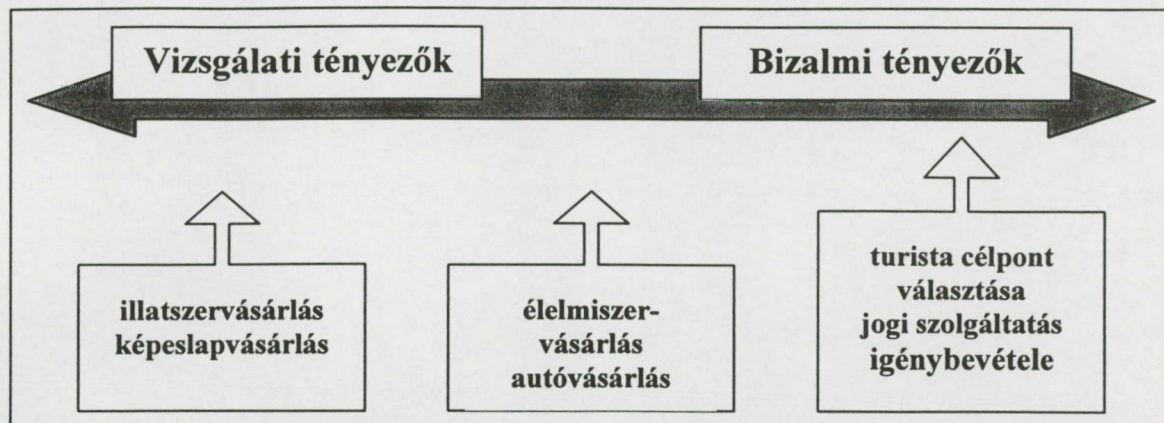 Vizsgálati tényezők
Bizalmi tényezők
illatszervásárlás
képeslapvásárlás
élelmiszer-
vásárlás
autóvásárlás
turista célpont
választása
jogi szolgáltatás
igénybevétele